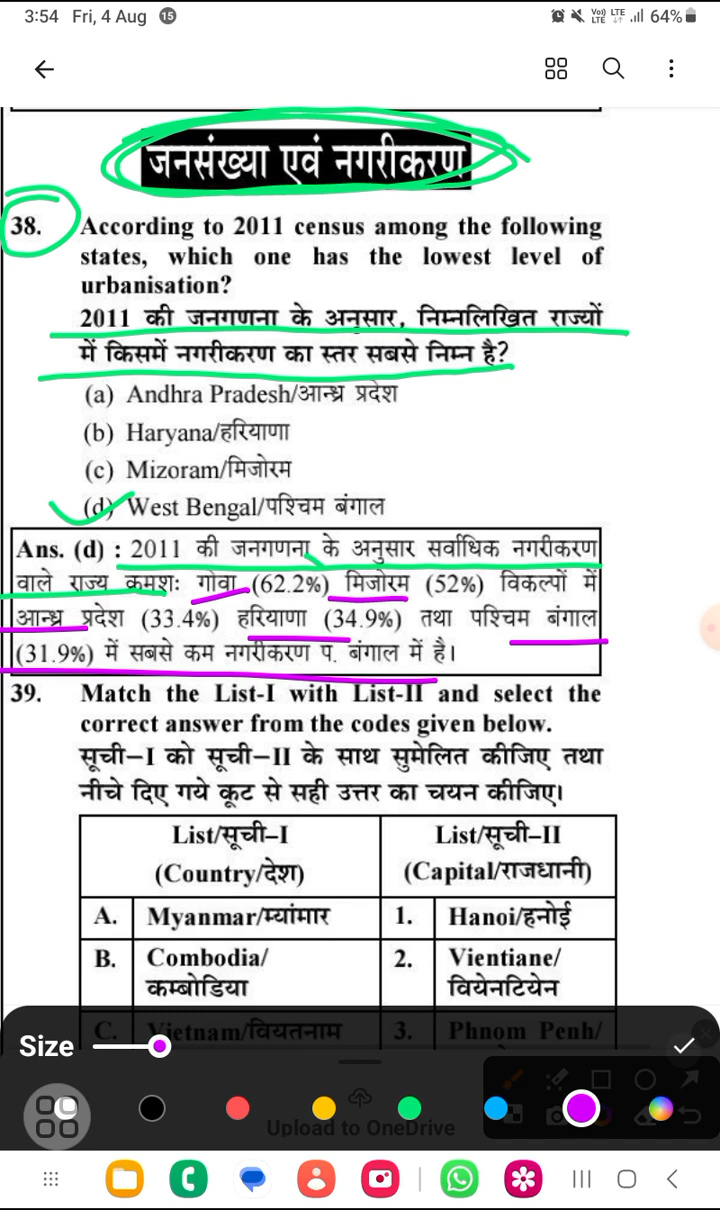 3:54 Fri, 4 Aug 15
Vo) LTE LTE 64%
जनसंख्या एवं नगरीकरण
38. According to 2011 census among the following
states, which one has the lowest level of
urbanisation?
2011 की जनगणना के अनुसार, निम्नलिखित राज्यों
में किसमें नगरीकरण का स्तर सबसे निम्न है?
(a) Andhra Pradesh/आन्ध्र प्रदेश
(b) Haryana/हरियाणा
(c) Mizoram/मिजोरम
(d) West Bengal/पश्चिम बंगाल
Ans. (d) : 2011 की जनगणना के अनुसार सर्वाधिक नगरीकरण
वाले राज्य क्रमशः गोवा (62.2%) मिजोरम (52%) विकल्पों में
आन्ध्र प्रदेश (33.4%) हरियाणा (34.9%) तथा पश्चिम बंगाल
(31.9%) में सबसे कम नगरीकरण प. बंगाल में है।
39. Match the List-I with List-II and select the
correct answer from the codes given below.
सूची-I को सूची-II के साथ सुमेलित कीजिए तथा
नीचे दिए गये कूट से सही उत्तर का चयन कीजिए।
List/सूची-I List/सूची-II
(Country/देश) (Capital/राजधानी)
A. Myanmar/म्यांमार 1. Hanoi/हनोई
B. Combodia/ 2. Vientiane/
कम्बोडिया वियेनटियेन
C. Vietnam/वियतनाम 3. Phnom Penh/
Size
Upload to OneDrive